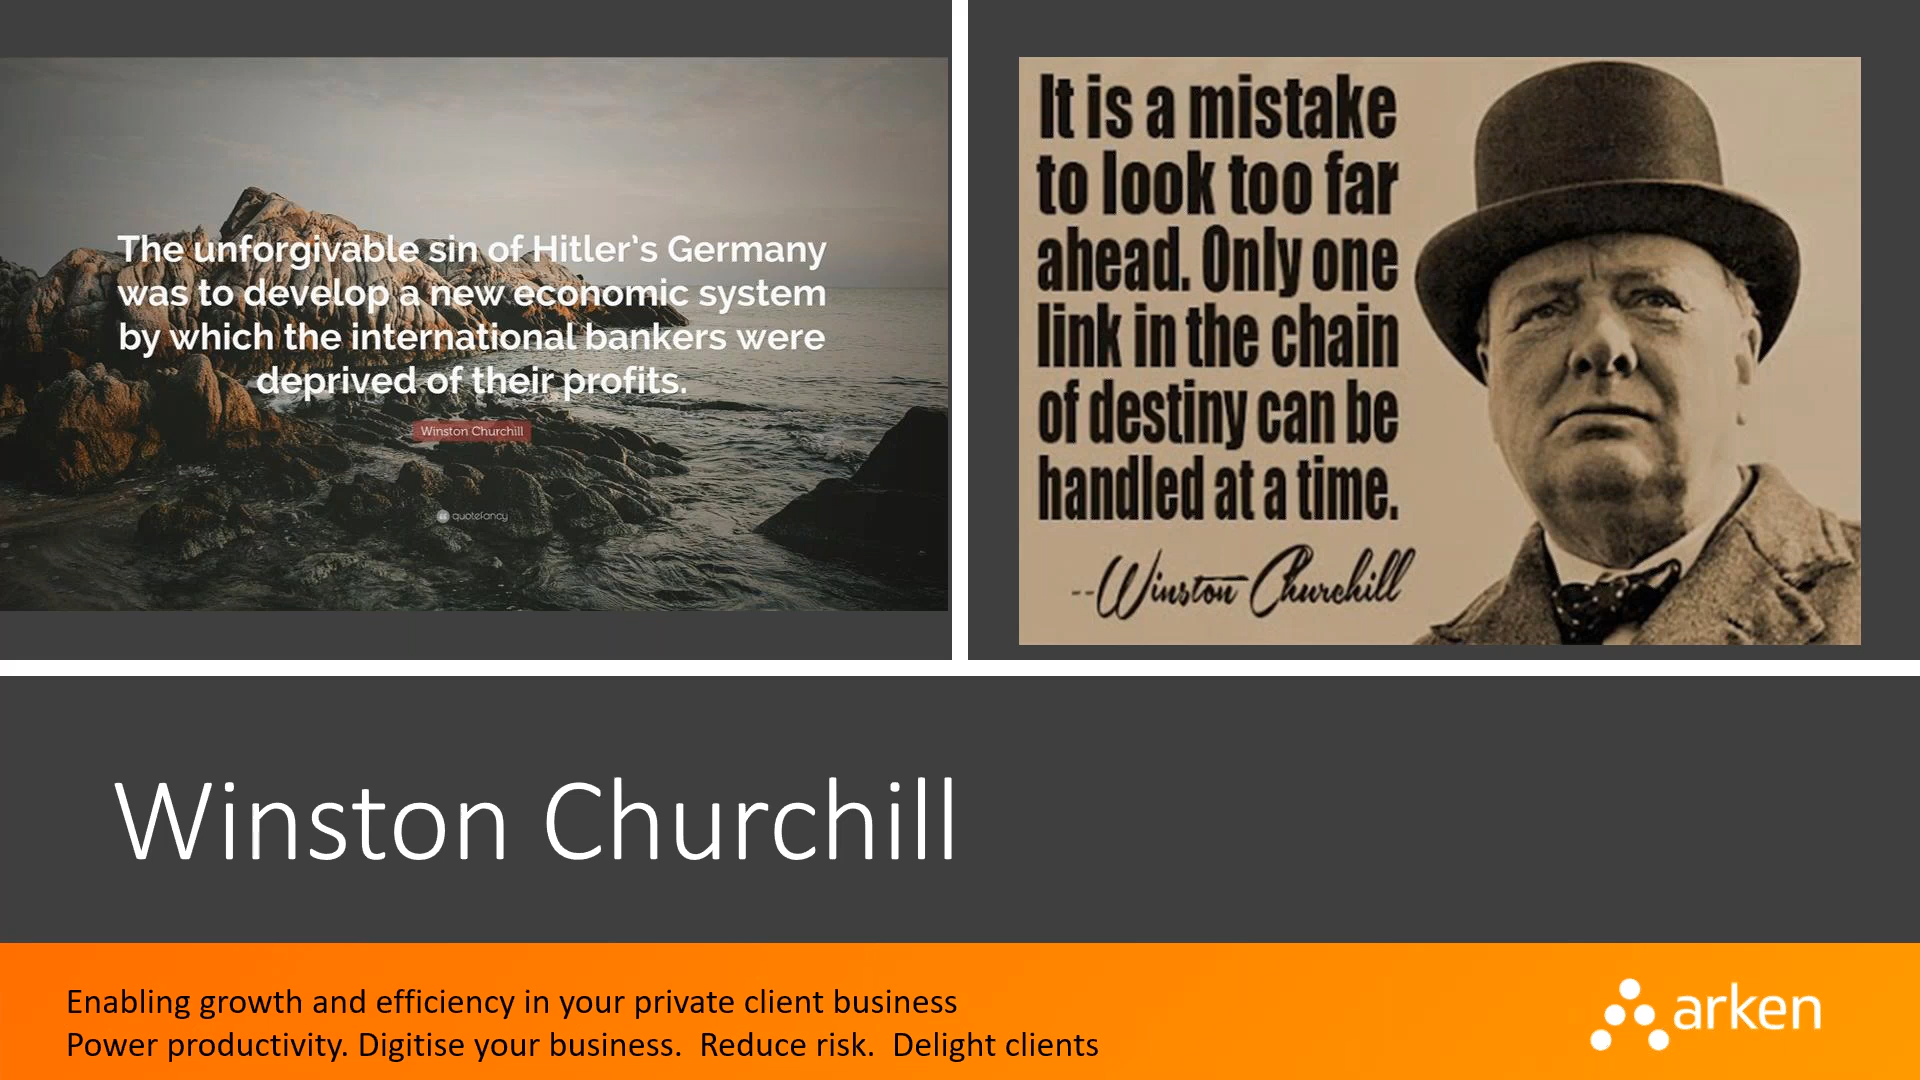 The unforgivable sin of Hitler's Germany
was to develop a new economic system
by which the international bankers were
deprived of their profits.
Winston Churchill
quotefancy
It is a mistake
to look too far
ahead. Only one
link in the chain
of destiny can be
handled at a time.
--Winston Churchill
Winston Churchill
Enabling growth and efficiency in your private client business
Power productivity. Digitise your business.  Reduce risk.  Delight clients
arken